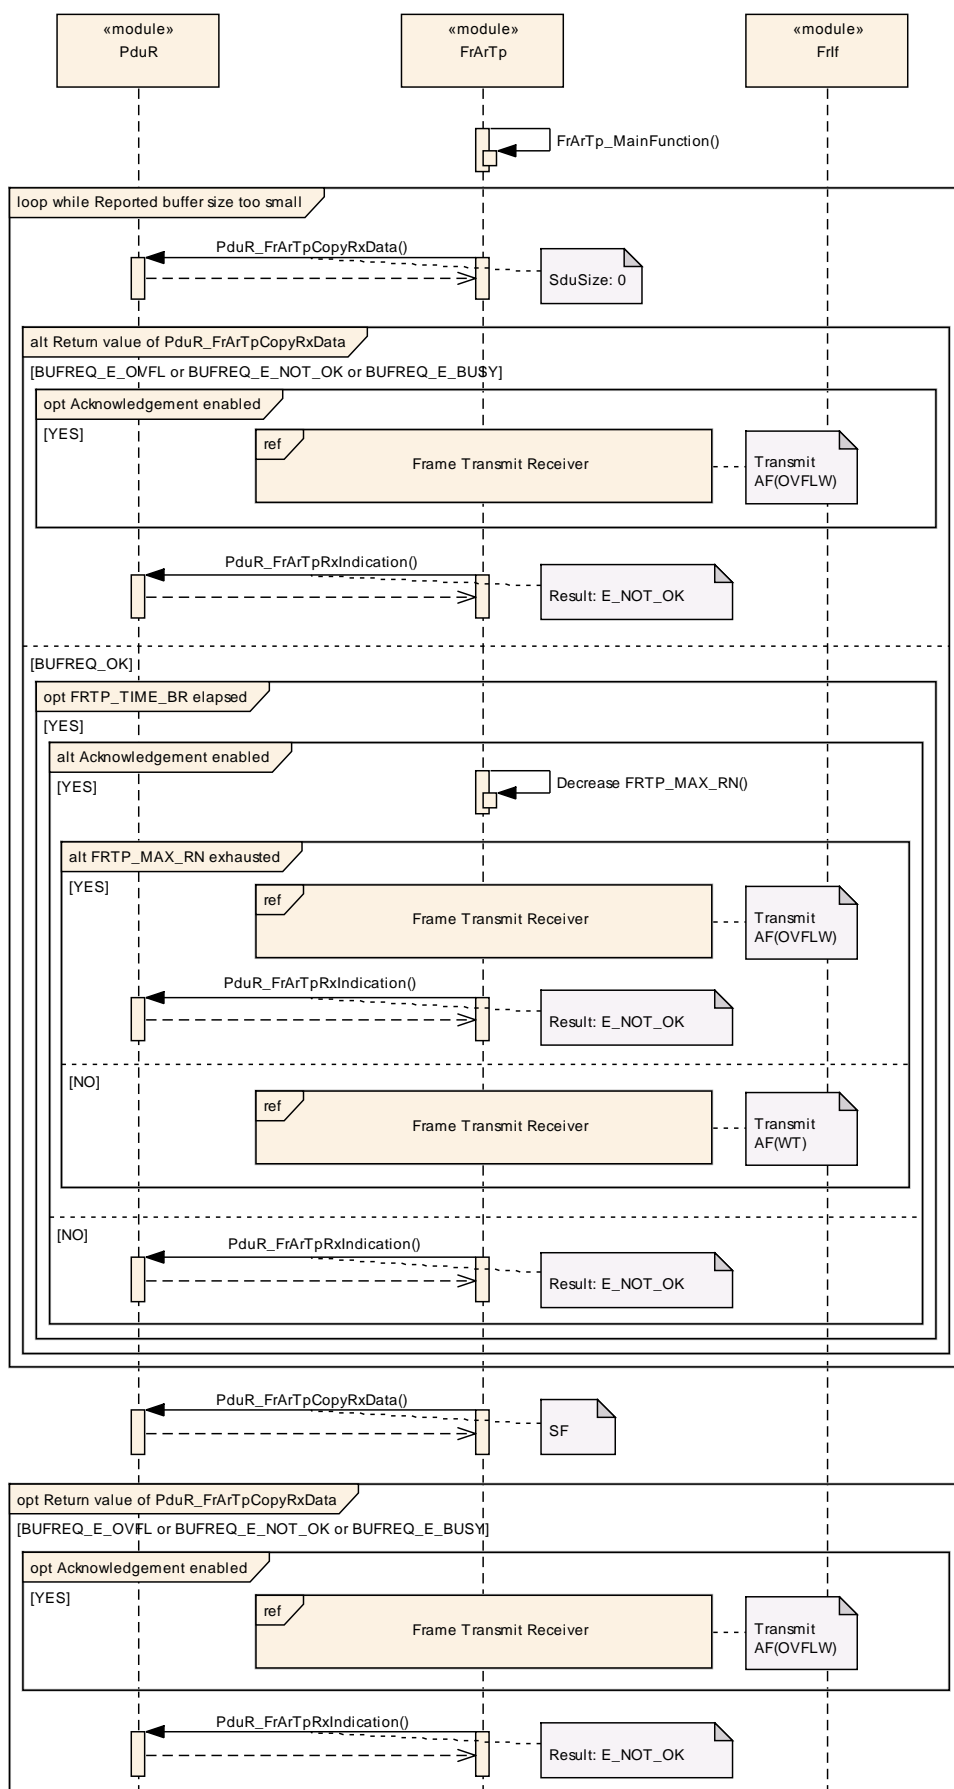 «module»
PduR
«module»
FrArTp
«module»
FrIf
FrArTp_MainFunction()
loop while Reported buffer size too small
PduR_FrArTpCopyRxData()
SduSize: 0
alt Return value of PduR_FrArTpCopyRxData
[BUFREQ_E_OVFL or BUFREQ_E_NOT_OK or BUFREQ_E_BUSY]
opt Acknowledgement enabled
[YES]
ref
Frame Transmit Receiver
Transmit
AF(OVFLW)
PduR_FrArTpRxIndication()
Result: E_NOT_OK
[BUFREQ_OK]
opt FRTP_TIME_BR elapsed
[YES]
alt Acknowledgement enabled
[YES]
Decrease FRTP_MAX_RN()
alt FRTP_MAX_RN exhausted
[YES]
ref
Frame Transmit Receiver
Transmit
AF(OVFLW)
PduR_FrArTpRxIndication()
Result: E_NOT_OK
[NO]
ref
Frame Transmit Receiver
Transmit
AF(WT)
[NO]
PduR_FrArTpRxIndication()
Result: E_NOT_OK
PduR_FrArTpCopyRxData()
SF
opt Return value of PduR_FrArTpCopyRxData
[BUFREQ_E_OVFL or BUFREQ_E_NOT_OK or BUFREQ_E_BUSY]
opt Acknowledgement enabled
[YES]
ref
Frame Transmit Receiver
Transmit
AF(OVFLW)
PduR_FrArTpRxIndication()
Result: E_NOT_OK